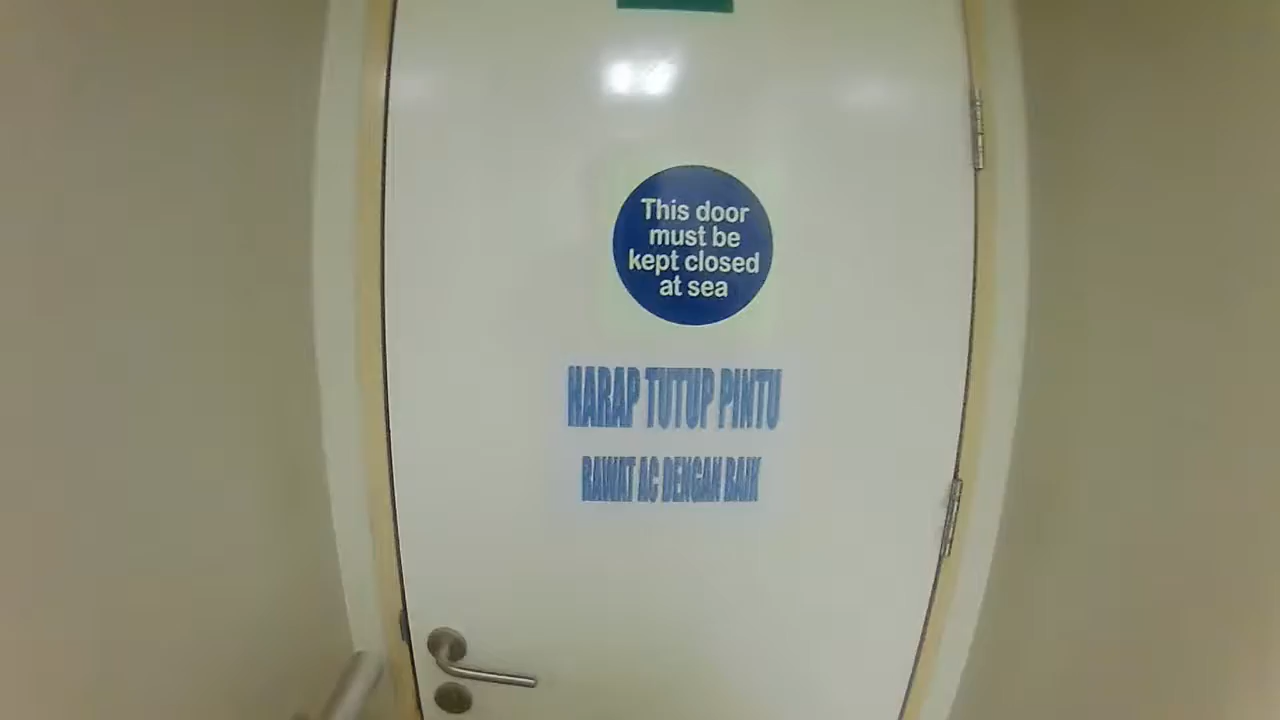 This door
must be
kept closed
at sea
HARAP TUTUP PINTU
RAWAT AC DENGAN BAIK